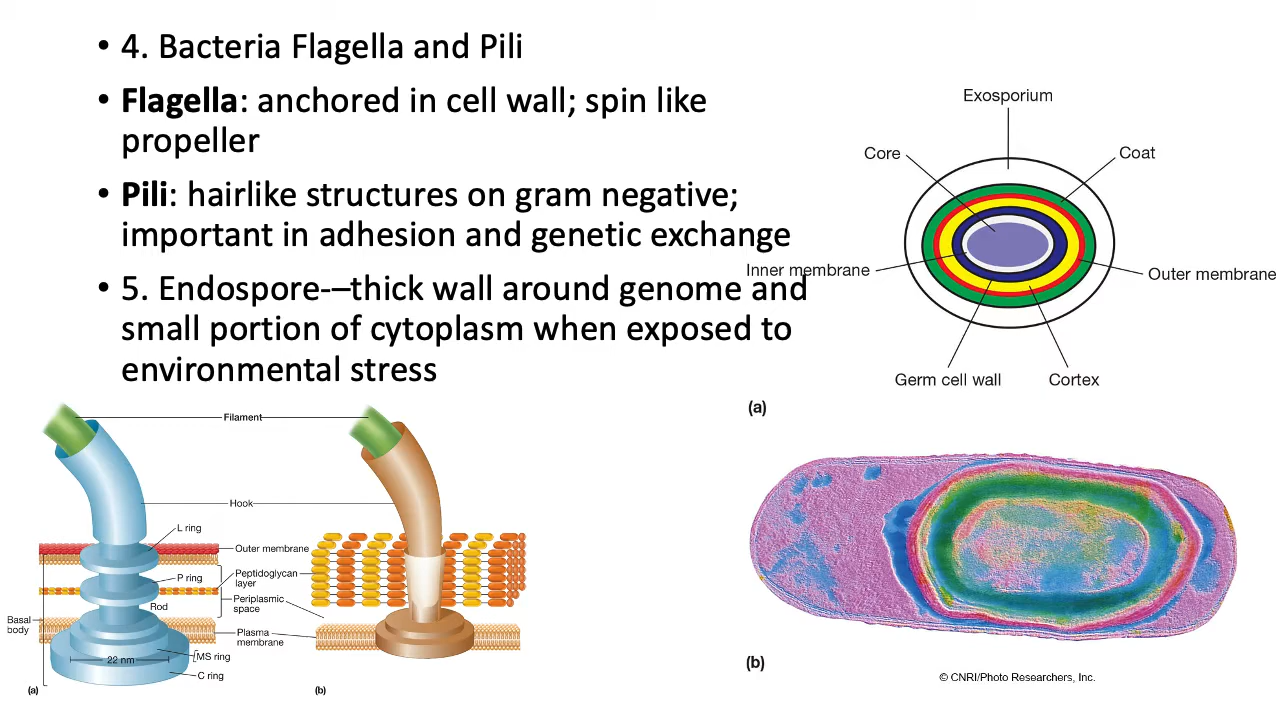 • 4. Bacteria Flagella and Pili
• Flagella: anchored in cell wall; spin like
propeller
• Pili: hairlike structures on gram negative;
important in adhesion and genetic exchange
• 5. Endospore-–thick wall around genome and
small portion of cytoplasm when exposed to
environmental stress
Exosporium
Core
Coat
Inner membrane
Outer membrane
Germ cell wall
Cortex
(a)
Filament
Hook
L ring
Outer membrane
P ring
Peptidoglycan
layer
Rod
Periplasmic
space
Basal
body
Plasma
membrane
MS ring
22 nm
C ring
(a)
(b)
(b)
© CNRI/Photo Researchers, Inc.